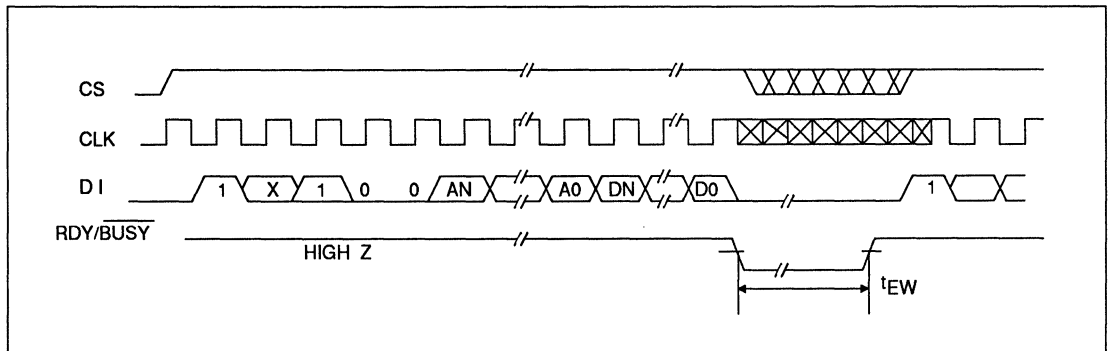 CS
CLK
DI 1 X 1 0 0 AN A0 DN D0 1
RDY/BUSY
HIGH Z
tEW